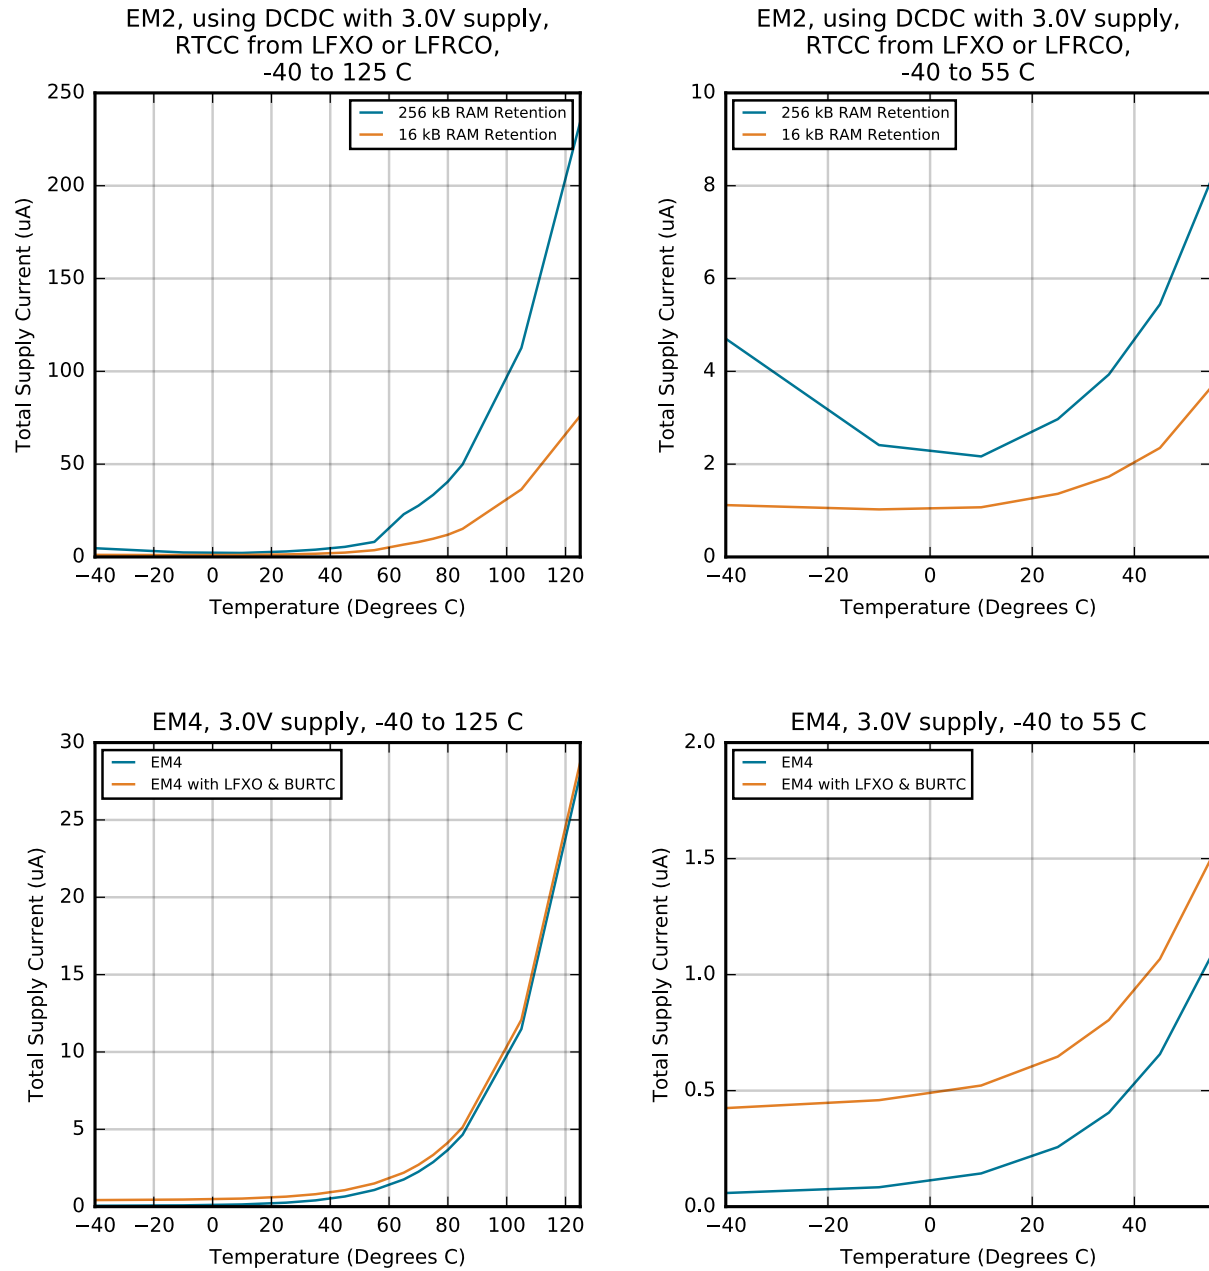 EM2, using DCDC with 3.0V supply,
RTCC from LFXO or LFRCO,
-40 to 125 C
250
200
150
100
50
0
Total Supply Current (uA)
256 kB RAM Retention
16 kB RAM Retention
−40 −20 0 20 40 60 80 100 120
Temperature (Degrees C)
EM2, using DCDC with 3.0V supply,
RTCC from LFXO or LFRCO,
-40 to 55 C
10
8
6
4
2
0
Total Supply Current (uA)
256 kB RAM Retention
16 kB RAM Retention
−40 −20 0 20 40
Temperature (Degrees C)
EM4, 3.0V supply, -40 to 125 C
30
25
20
15
10
5
0
Total Supply Current (uA)
EM4
EM4 with LFXO & BURTC
−40 −20 0 20 40 60 80 100 120
Temperature (Degrees C)
EM4, 3.0V supply, -40 to 55 C
2.0
1.5
1.0
0.5
0.0
Total Supply Current (uA)
EM4
EM4 with LFXO & BURTC
−40 −20 0 20 40
Temperature (Degrees C)